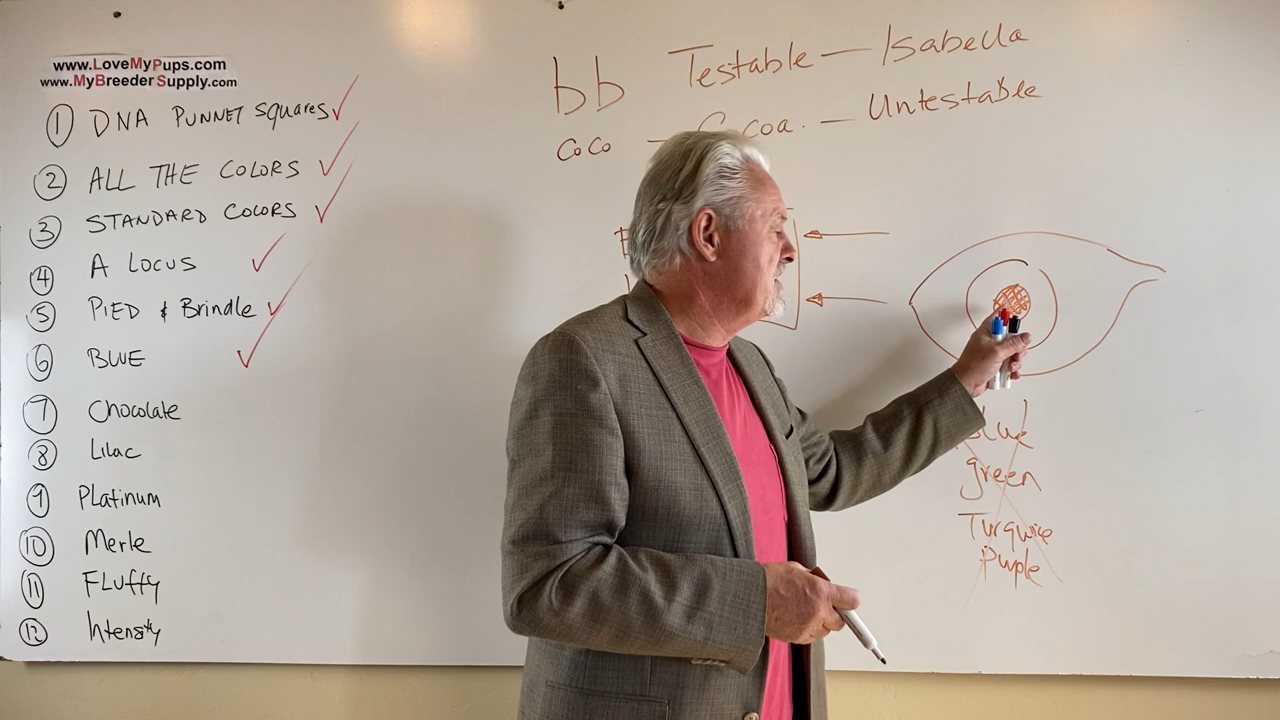 www.LoveMyPups.com
www.MyBreederSupply.com
① DNA PUNNET SQUARES ✓
② ALL THE COLORS ✓
③ STANDARD COLORS ✓
④ A LOCUS ✓
⑤ PiED & Brindle ✓
⑥ BLUE ✓
⑦ Chocolate
⑧ Lilac
⑨ Platinum
⑩ Merle
⑪ FLuffy
⑫ Intensity
bb Testable — Isabella
CoCo — — Untestable
blue
green
Turqwise
Purple